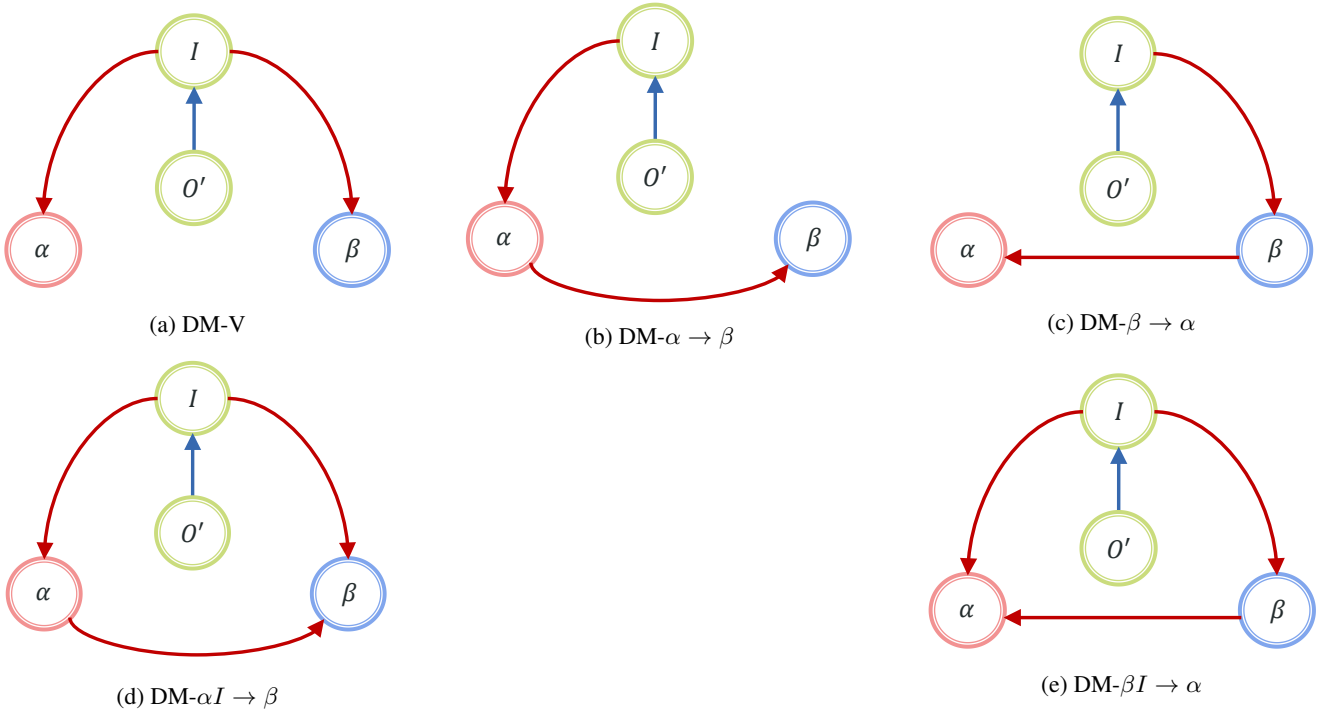 I
O′
α
β
(a) DM-V
I
O′
α
β
(b) DM-α → β
I
O′
α
β
(c) DM-β → α
I
O′
α
β
(d) DM-αI → β
I
O′
α
β
(e) DM-βI → α